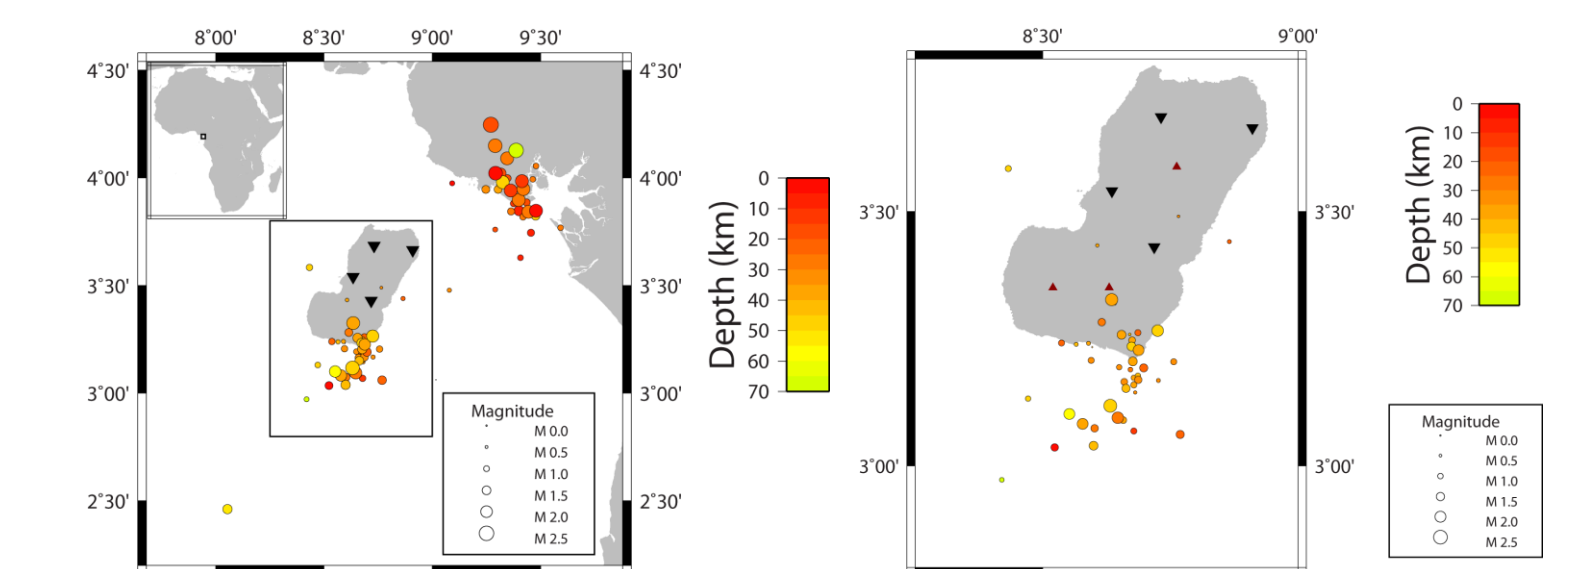 8°00' 8°30' 9°00' 9°30'
4°30' 4°30'
4°00' 4°00'
3°30' 3°30'
3°00' 3°00'
2°30' 2°30'
Magnitude
M 0.0
M 0.5
M 1.0
M 1.5
M 2.0
M 2.5
Depth (km)
0
10
20
30
40
50
60
70
8°30' 9°00'
3°30' 3°30'
3°00' 3°00'
Depth (km)
0
10
20
30
40
50
60
70
Magnitude
M 0.0
M 0.5
M 1.0
M 1.5
M 2.0
M 2.5